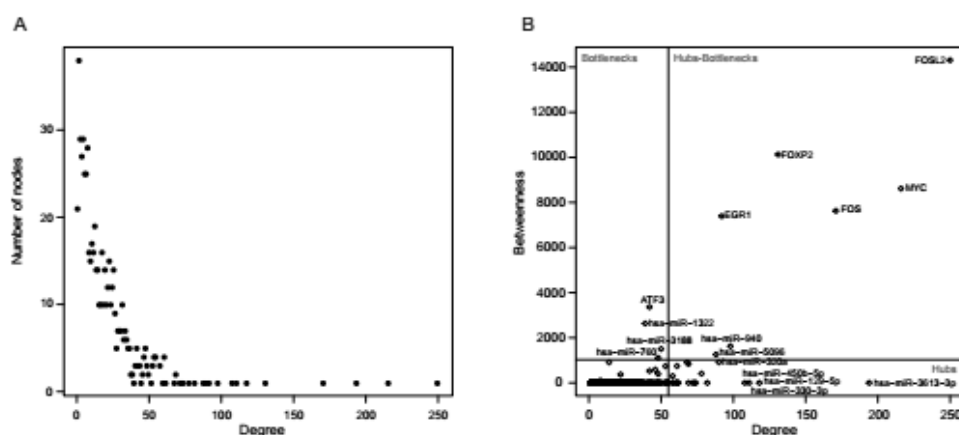 A
B
Number of nodes
30
20
10
0
0
50
100
150
200
250
Degree
Betweenness
14000
12000
10000
8000
6000
4000
2000
0
0
50
100
150
200
250
Degree
Bottlenecks
Hubs-Bottlenecks
Hubs
FOSL2
FOXP2
MYC
FOS
EGR1
ATF3
hsa-miR-1322
hsa-miR-3188
hsa-miR-940
hsa-miR-760
hsa-miR-5096
hsa-miR-450b-5p
hsa-miR-129-5p
hsa-miR-3613-3p
hsa-miR-330-3p